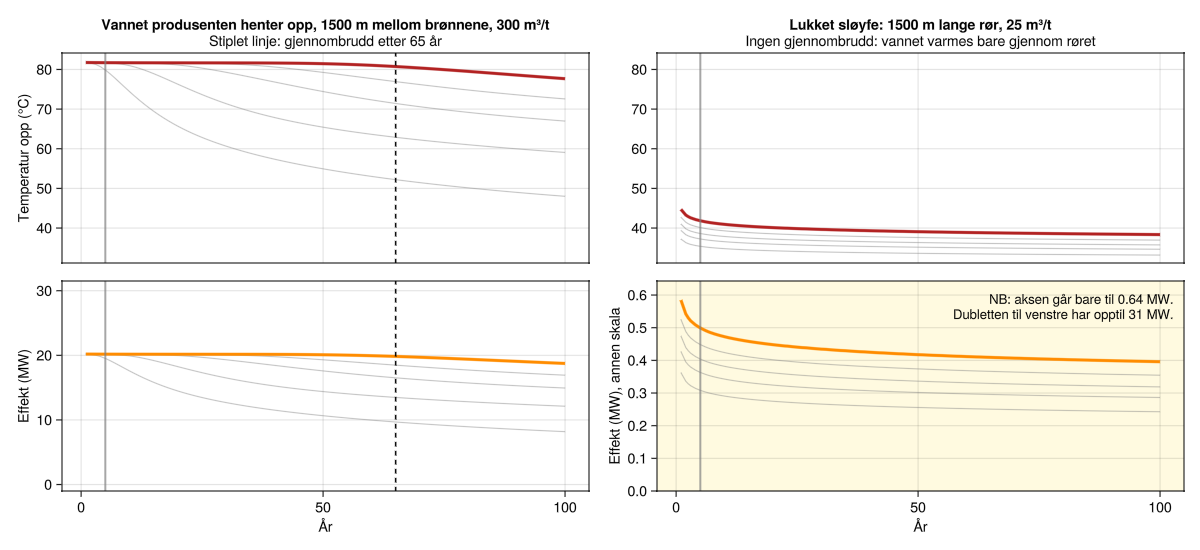 Vannet produsenten henter opp, 1500 m mellom brønnene, 300 m³/t
Stiplet linje: gjennombrudd etter 65 år
Temperatur opp (°C)
80
70
60
50
40
Lukket sløyfe: 1500 m lange rør, 25 m³/t
Ingen gjennombrudd: vannet varmes bare gjennom røret
80
70
60
50
40
Effekt (MW)
30
20
10
0
0
50
100
År
Effekt (MW), annen skala
0.6
0.5
0.4
0.3
0.2
0.1
0.0
NB: aksen går bare til 0.64 MW.
Dubletten til venstre har opptil 31 MW.
0
50
100
År